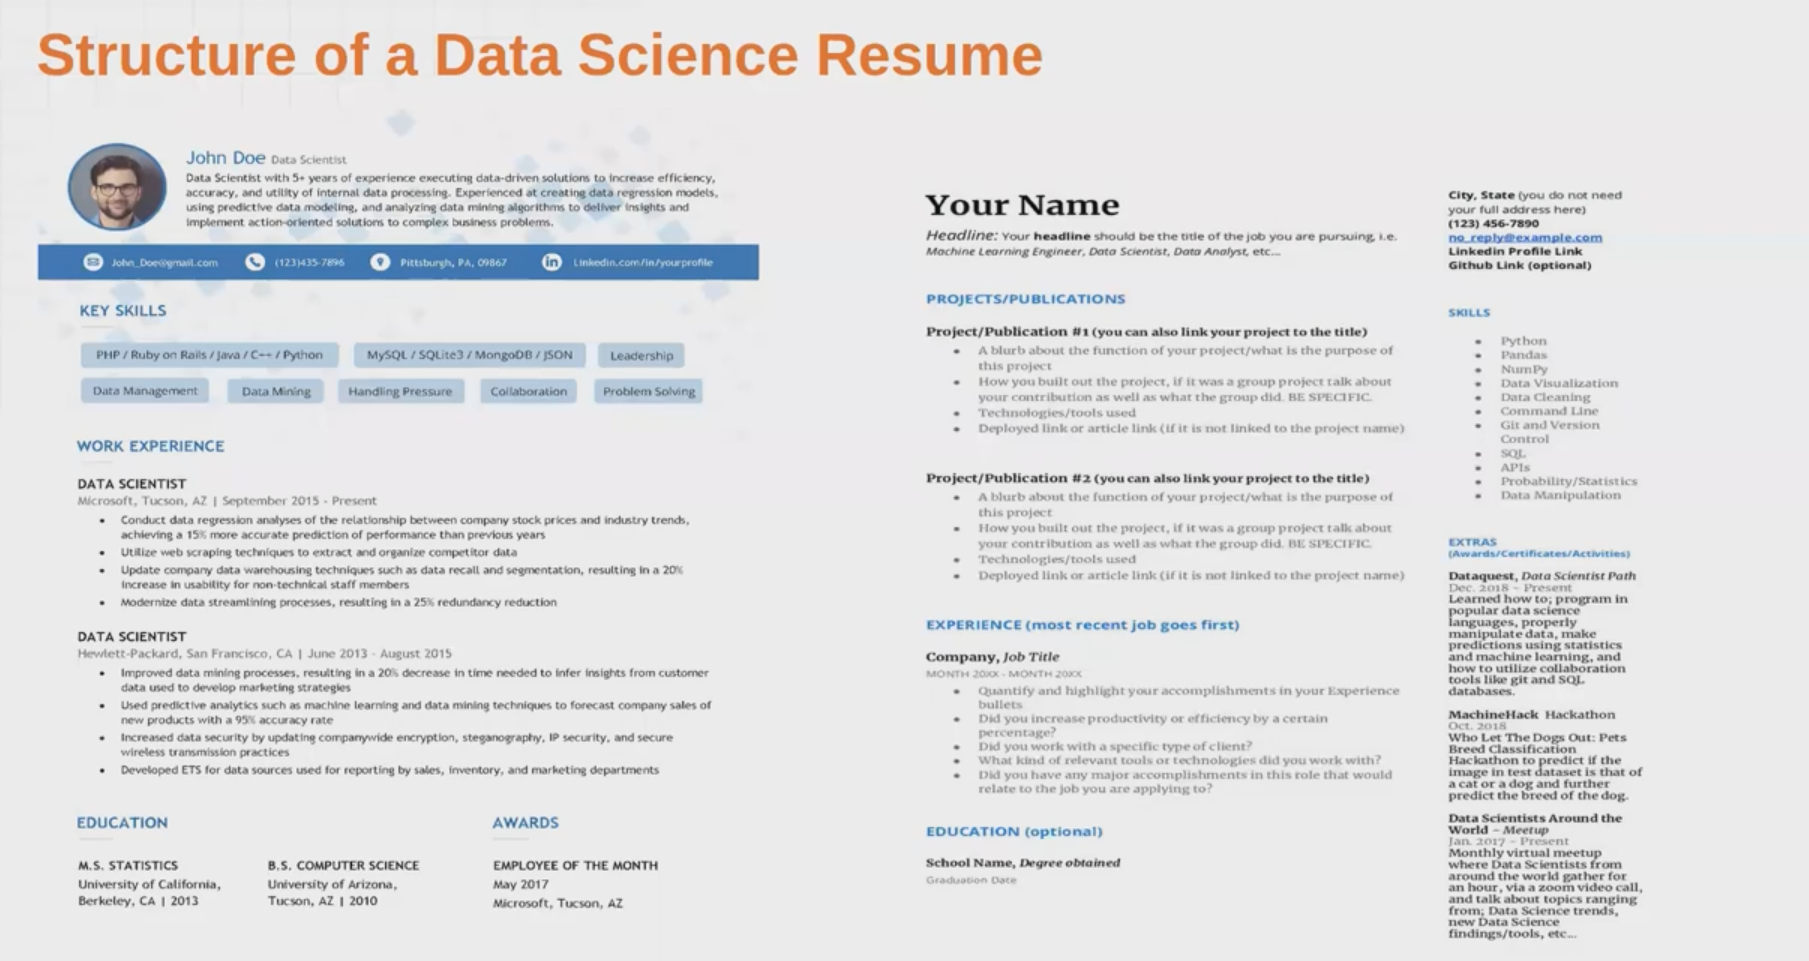 Structure of a Data Science Resume
John Doe Data Scientist
Data Scientist with 5+ years of experience executing data-driven solutions to increase efficiency,
accuracy, and utility of internal data processing. Experienced at creating data regression models,
using predictive data modeling, and analyzing data mining algorithms to deliver insights and
implement action-oriented solutions to complex business problems.
John_Doe@gmail.com (123)435-7896 Pittsburgh, PA, 09867 Linkedin.com/in/yourprofile
KEY SKILLS
PHP / Ruby on Rails / Java / C++ / Python MySQL / SQLite3 / MongoDB / JSON Leadership
Data Management Data Mining Handling Pressure Collaboration Problem Solving
WORK EXPERIENCE
DATA SCIENTIST
Microsoft, Tucson, AZ | September 2015 - Present
• Conduct data regression analyses of the relationship between company stock prices and industry trends,
achieving a 15% more accurate prediction of performance than previous years
• Utilize web scraping techniques to extract and organize competitor data
• Update company data warehousing techniques such as data recall and segmentation, resulting in a 20%
increase in usability for non-technical staff members
• Modernize data streamlining processes, resulting in a 25% redundancy reduction
DATA SCIENTIST
Hewlett-Packard, San Francisco, CA | June 2013 - August 2015
• Improved data mining processes, resulting in a 20% decrease in time needed to infer insights from customer
data used to develop marketing strategies
• Used predictive analytics such as machine learning and data mining techniques to forecast company sales of
new products with a 95% accuracy rate
• Increased data security by updating companywide encryption, steganography, IP security, and secure
wireless transmission practices
• Developed ETS for data sources used for reporting by sales, inventory, and marketing departments
EDUCATION
M.S. STATISTICS
University of California,
Berkeley, CA | 2013
B.S. COMPUTER SCIENCE
University of Arizona,
Tucson, AZ | 2010
AWARDS
EMPLOYEE OF THE MONTH
May 2017
Microsoft, Tucson, AZ
Your Name
Headline: Your headline should be the title of the job you are pursuing, i.e.
Machine Learning Engineer, Data Scientist, Data Analyst, etc...
PROJECTS/PUBLICATIONS
Project/Publication #1 (you can also link your project to the title)
• A blurb about the function of your project/what is the purpose of
this project
• How you built out the project, if it was a group project talk about
your contribution as well as what the group did. BE SPECIFIC.
• Technologies/tools used
• Deployed link or article link (if it is not linked to the project name)
Project/Publication #2 (you can also link your project to the title)
• A blurb about the function of your project/what is the purpose of
this project
• How you built out the project, if it was a group project talk about
your contribution as well as what the group did. BE SPECIFIC.
• Technologies/tools used
• Deployed link or article link (if it is not linked to the project name)
EXPERIENCE (most recent job goes first)
Company, Job Title
MONTH 20XX - MONTH 20XX
• Quantify and highlight your accomplishments in your Experience
bullets
• Did you increase productivity or efficiency by a certain
percentage?
• Did you work with a specific type of client?
• What kind of relevant tools or technologies did you work with?
• Did you have any major accomplishments in this role that would
relate to the job you are applying to?
EDUCATION (optional)
School Name, Degree obtained
Graduation Date
City, State (you do not need
your full address here)
(123) 456-7890
no_reply@example.com
Linkedin Profile Link
Github Link (optional)
SKILLS
• Python
• Pandas
• NumPy
• Data Visualization
• Data Cleaning
• Command Line
• Git and Version
Control
• SQL
• APIs
• Probability/Statistics
• Data Manipulation
EXTRAS
(Awards/Certificates/Activities)
Dataquest, Data Scientist Path
Dec. 2018 – Present
Learned how to; program in
popular data science
languages, properly
manipulate data, make
predictions using statistics
and machine learning, and
how to utilize collaboration
tools like git and SQL
databases.
MachineHack Hackathon
Oct. 2018
Who Let The Dogs Out: Pets
Breed Classification
Hackathon to predict if the
image in test dataset is that of
a cat or a dog and further
predict the breed of the dog.
Data Scientists Around the
World – Meetup
Jan. 2017 – Present
Monthly virtual meetup
where Data Scientists from
around the world gather for
an hour, via a zoom video call,
and talk about topics ranging
from; Data Science trends,
new Data Science
findings/tools, etc...